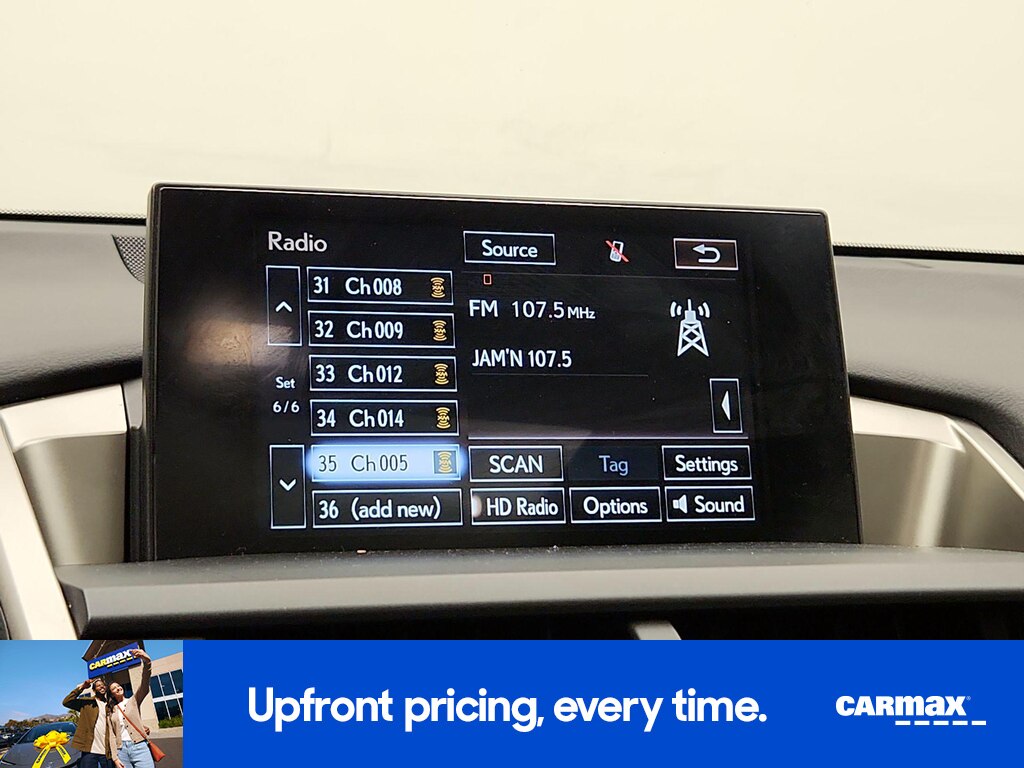 Radio
Source
31 Ch008
32 Ch009
33 Ch012
34 Ch014
35 Ch005
36 (add new)
Set
6/6
FM 107.5 MHz
JAM'N 107.5
SCAN
Tag
Settings
HD Radio
Options
Sound
CARMAX
Upfront pricing, every time.
CARMAX